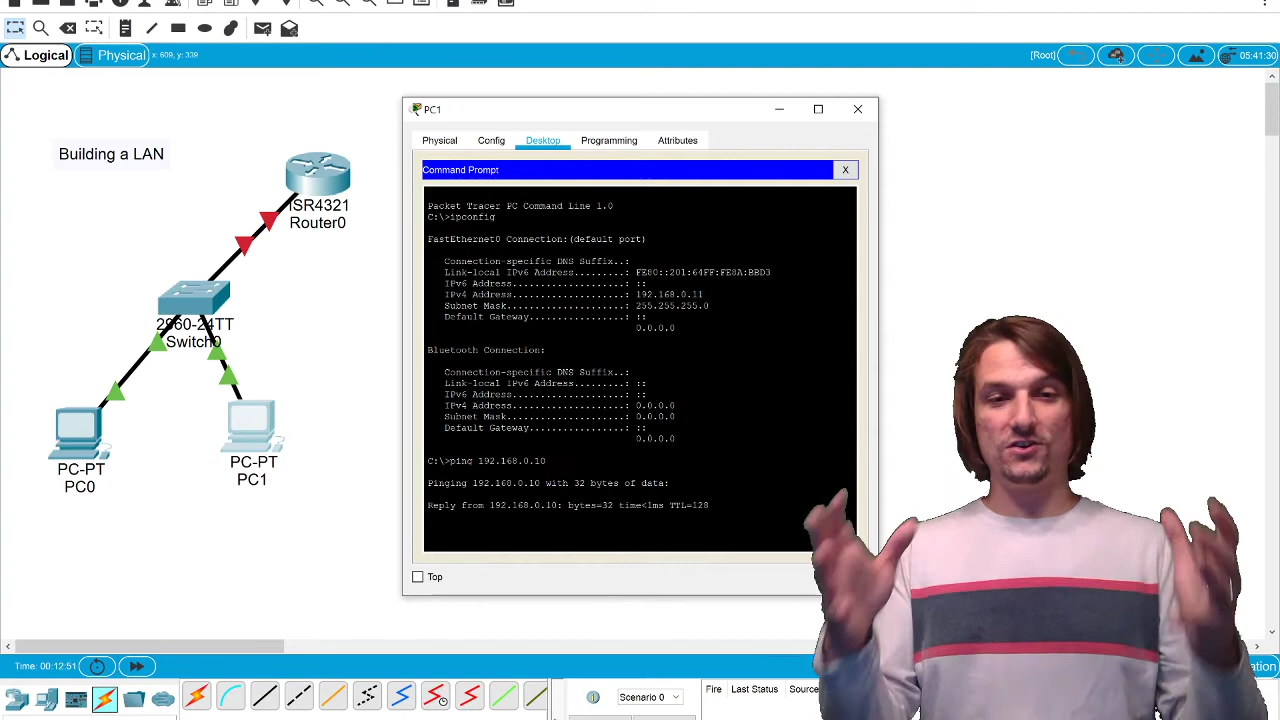 Logical
Physical
x: 609, y: 339
[Root]
05:41:30
Building a LAN
ISR4321
Router0
2960-24TT
Switch0
PC-PT
PC0
PC-PT
PC1
PC1
Physical
Config
Desktop
Programming
Attributes
Command Prompt
X
Packet Tracer PC Command Line 1.0
C:\>ipconfig
FastEthernet0 Connection:(default port)
Connection-specific DNS Suffix..:
Link-local IPv6 Address.........: FE80::201:64FF:FE8A:BBD3
IPv6 Address....................: ::
IPv4 Address....................: 192.168.0.11
Subnet Mask.....................: 255.255.255.0
Default Gateway.................: ::
0.0.0.0
Bluetooth Connection:
Connection-specific DNS Suffix..:
Link-local IPv6 Address.........: ::
IPv6 Address....................: ::
IPv4 Address....................: 0.0.0.0
Subnet Mask.....................: 0.0.0.0
Default Gateway.................: ::
0.0.0.0
C:\>ping 192.168.0.10
Pinging 192.168.0.10 with 32 bytes of data:
Reply from 192.168.0.10: bytes=32 time<1ms TTL=128
Top
Time: 00:12:51
Scenario 0
Fire
Last Status
Source